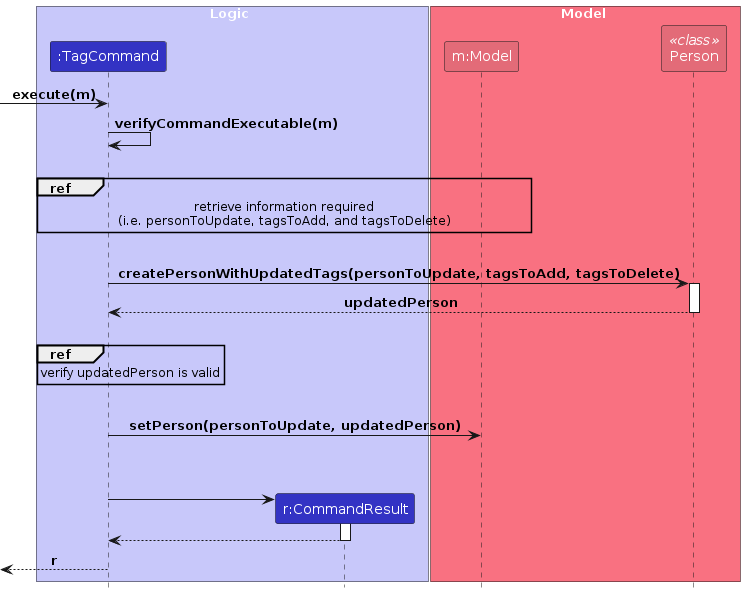 Logic
Model
:TagCommand
m:Model
«class»
Person
execute(m)
verifyCommandExecutable(m)
ref
retrieve information required
(i.e. personToUpdate, tagsToAdd, and tagsToDelete)
createPersonWithUpdatedTags(personToUpdate, tagsToAdd, tagsToDelete)
updatedPerson
ref
verify updatedPerson is valid
setPerson(personToUpdate, updatedPerson)
r:CommandResult
r